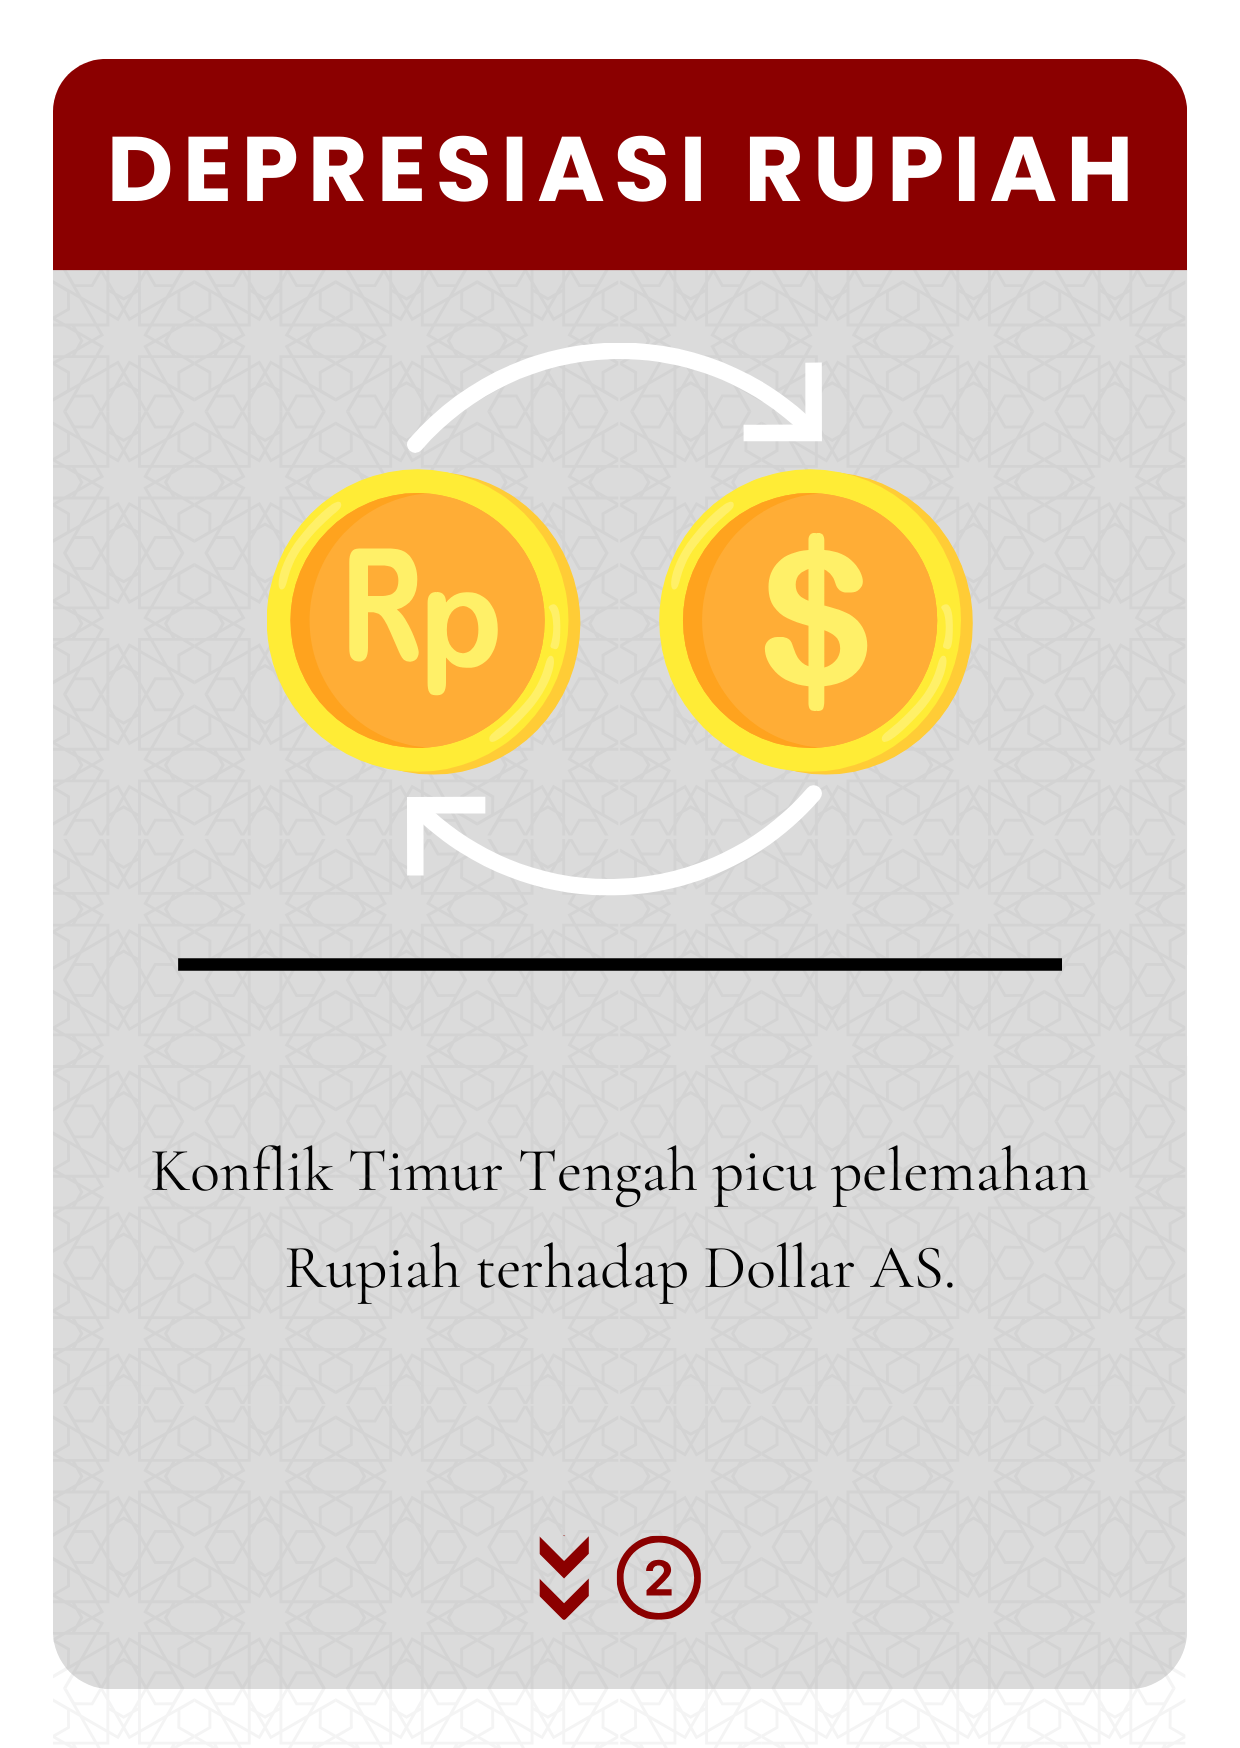 DEPRESIASI RUPIAH
Rp
$
Konflik Timur Tengah picu pelemahan
Rupiah terhadap Dollar AS.
2